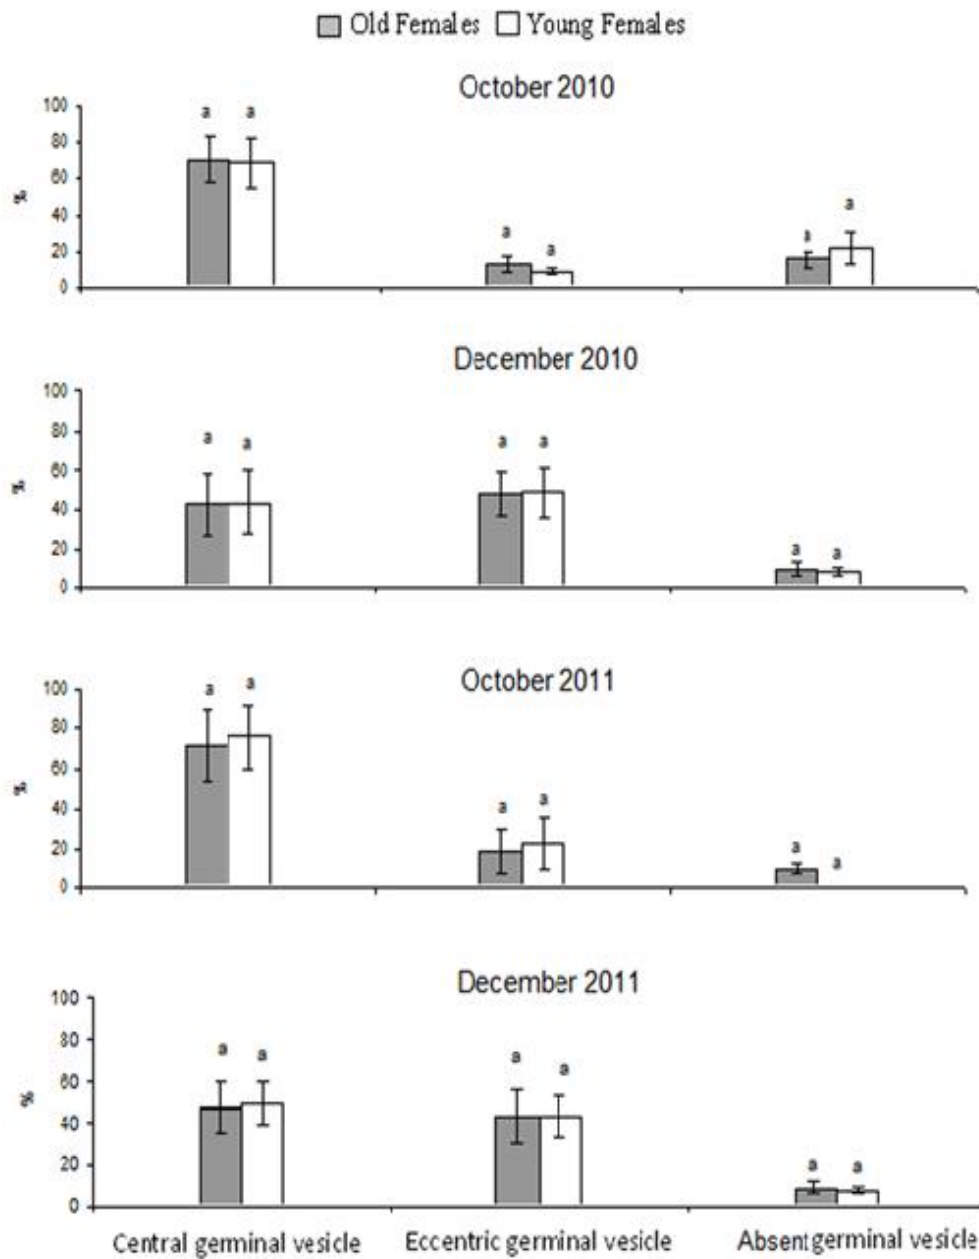 Old Females Young Females
October 2010
a a a a a a
100
80
60
40
20
0
%
December 2010
a a a a a a
100
80
60
40
20
0
%
October 2011
a a a a a a
100
80
60
40
20
0
%
December 2011
a a a a a a
100
80
60
40
20
0
%
Central germinal vesicle Eccentric germinal vesicle Absent germinal vesicle